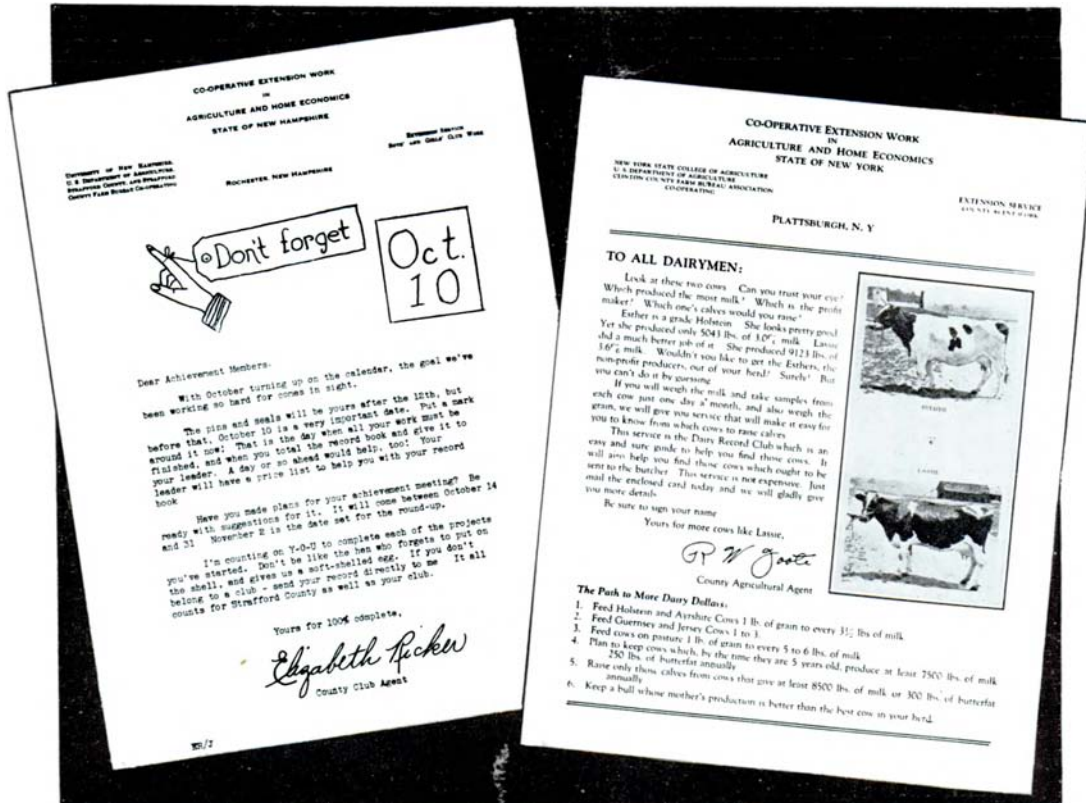 CO-OPERATIVE EXTENSION WORK
IN
AGRICULTURE AND HOME ECONOMICS
STATE OF NEW HAMPSHIRE
UNIVERSITY OF NEW HAMPSHIRE,
U. S. DEPARTMENT OF AGRICULTURE,
STRAFFORD COUNTY, AND STRAFFORD
COUNTY FARM BUREAU CO-OPERATING
EXTENSION SERVICE
BOYS' AND GIRLS' CLUB WORK
ROCHESTER, NEW HAMPSHIRE
Don't forget
Oct.
10
Dear Achievement Members,
With October turning up on the calendar, the goal we've
been working so hard for comes in sight.
The pins and seals will be yours after the 12th, but
before that, October 10 is a very important date. Put a mark
around it now! That is the day when all your work must be
finished, and when you total the record book and give it to
your leader. A day or so ahead would help, too! Your
leader will have a price list to help you with your record
book
Have you made plans for your achievement meeting? Be
ready with suggestions for it. It will come between October 14
and 31 November 2 is the date set for the round-up.
I'm counting on Y-O-U to complete each of the projects
you've started. Don't be like the hen who forgets to put on
the shell, and gives us a soft-shelled egg. If you don't
belong to a club - send your record directly to me It all
counts for Strafford County as well as your club.
Yours for 100% complete,
Elizabeth Ricker
County Club Agent
ER/J
CO-OPERATIVE EXTENSION WORK
IN
AGRICULTURE AND HOME ECONOMICS
STATE OF NEW YORK
NEW YORK STATE COLLEGE OF AGRICULTURE
U. S. DEPARTMENT OF AGRICULTURE
CLINTON COUNTY FARM BUREAU ASSOCIATION
CO-OPERATING
EXTENSION SERVICE
COUNTY AGENT WORK
PLATTSBURGH, N. Y
TO ALL DAIRYMEN:
Look at these two cows Can you trust your eye?
Which produced the most milk? Which is the profit
maker? Which one's calves would you raise?
Esther is a grade Holstein She looks pretty good
Yet she produced only 5043 lbs. of 3.0% milk Lassie
did a much better job of it She produced 9123 lbs. of
3.6% milk. Wouldn't you like to get the Esthers, the
non-profit producers, out of your herd? Surely! But
you can't do it by guessing
If you will weigh the milk and take samples from
each cow just one day a month, and also weigh the
grain, we will give you service that will make it easy for
you to know from which cows to raise calves
This service is the Dairy Record Club which is an
easy and sure guide to help you find those cows. It
will also help you find those cows which ought to be
sent to the butcher This service is not expensive. Just
mail the enclosed card today and we will gladly give
you more details
Be sure to sign your name
Yours for more cows like Lassie,
County Agricultural Agent
ESTHER
LASSIE
The Path to More Dairy Dollars:
1. Feed Holstein and Ayrshire Cows 1 lb. of grain to every 3½ lbs of milk
2. Feed Guernsey and Jersey Cows 1 to 3
3. Feed cows on pasture 1 lb. of grain to every 5 to 6 lbs. of milk
4. Plan to keep cows which, by the time they are 5 years old, produce at least 7500 lbs. of milk
250 lbs. of butterfat annually
5. Raise only those calves from cows that give at least 8500 lbs. of milk or 300 lbs. of butterfat
annually
6. Keep a bull whose mother's production is better than the best cow in your herd.